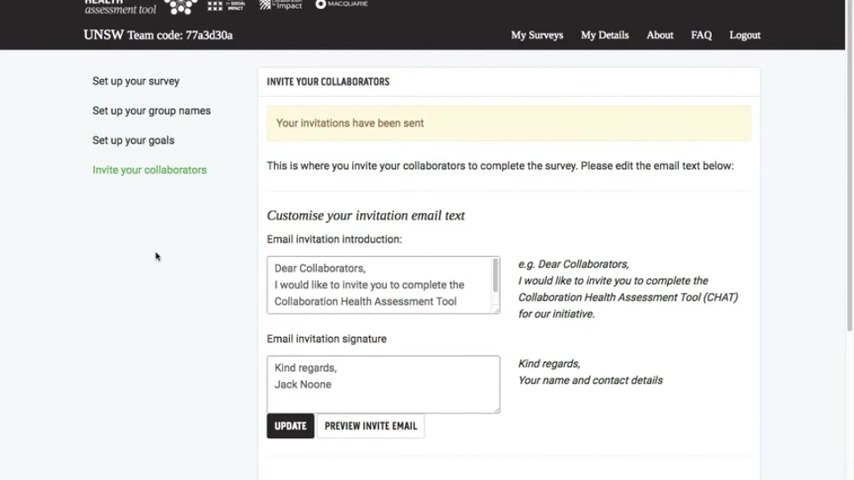 HEALTH
assessment tool
SOCIAL
IMPACT
for Impact
MACQUARIE
UNSW Team code: 77a3d30a
My Surveys My Details About FAQ Logout
Set up your survey
Set up your group names
Set up your goals
Invite your collaborators
INVITE YOUR COLLABORATORS
Your invitations have been sent
This is where you invite your collaborators to complete the survey. Please edit the email text below:
Customise your invitation email text
Email invitation introduction:
Dear Collaborators,
I would like to invite you to complete the
Collaboration Health Assessment Tool
e.g. Dear Collaborators,
I would like to invite you to complete the
Collaboration Health Assessment Tool (CHAT)
for our initiative.
Email invitation signature
Kind regards,
Jack Noone
Kind regards,
Your name and contact details
UPDATE PREVIEW INVITE EMAIL